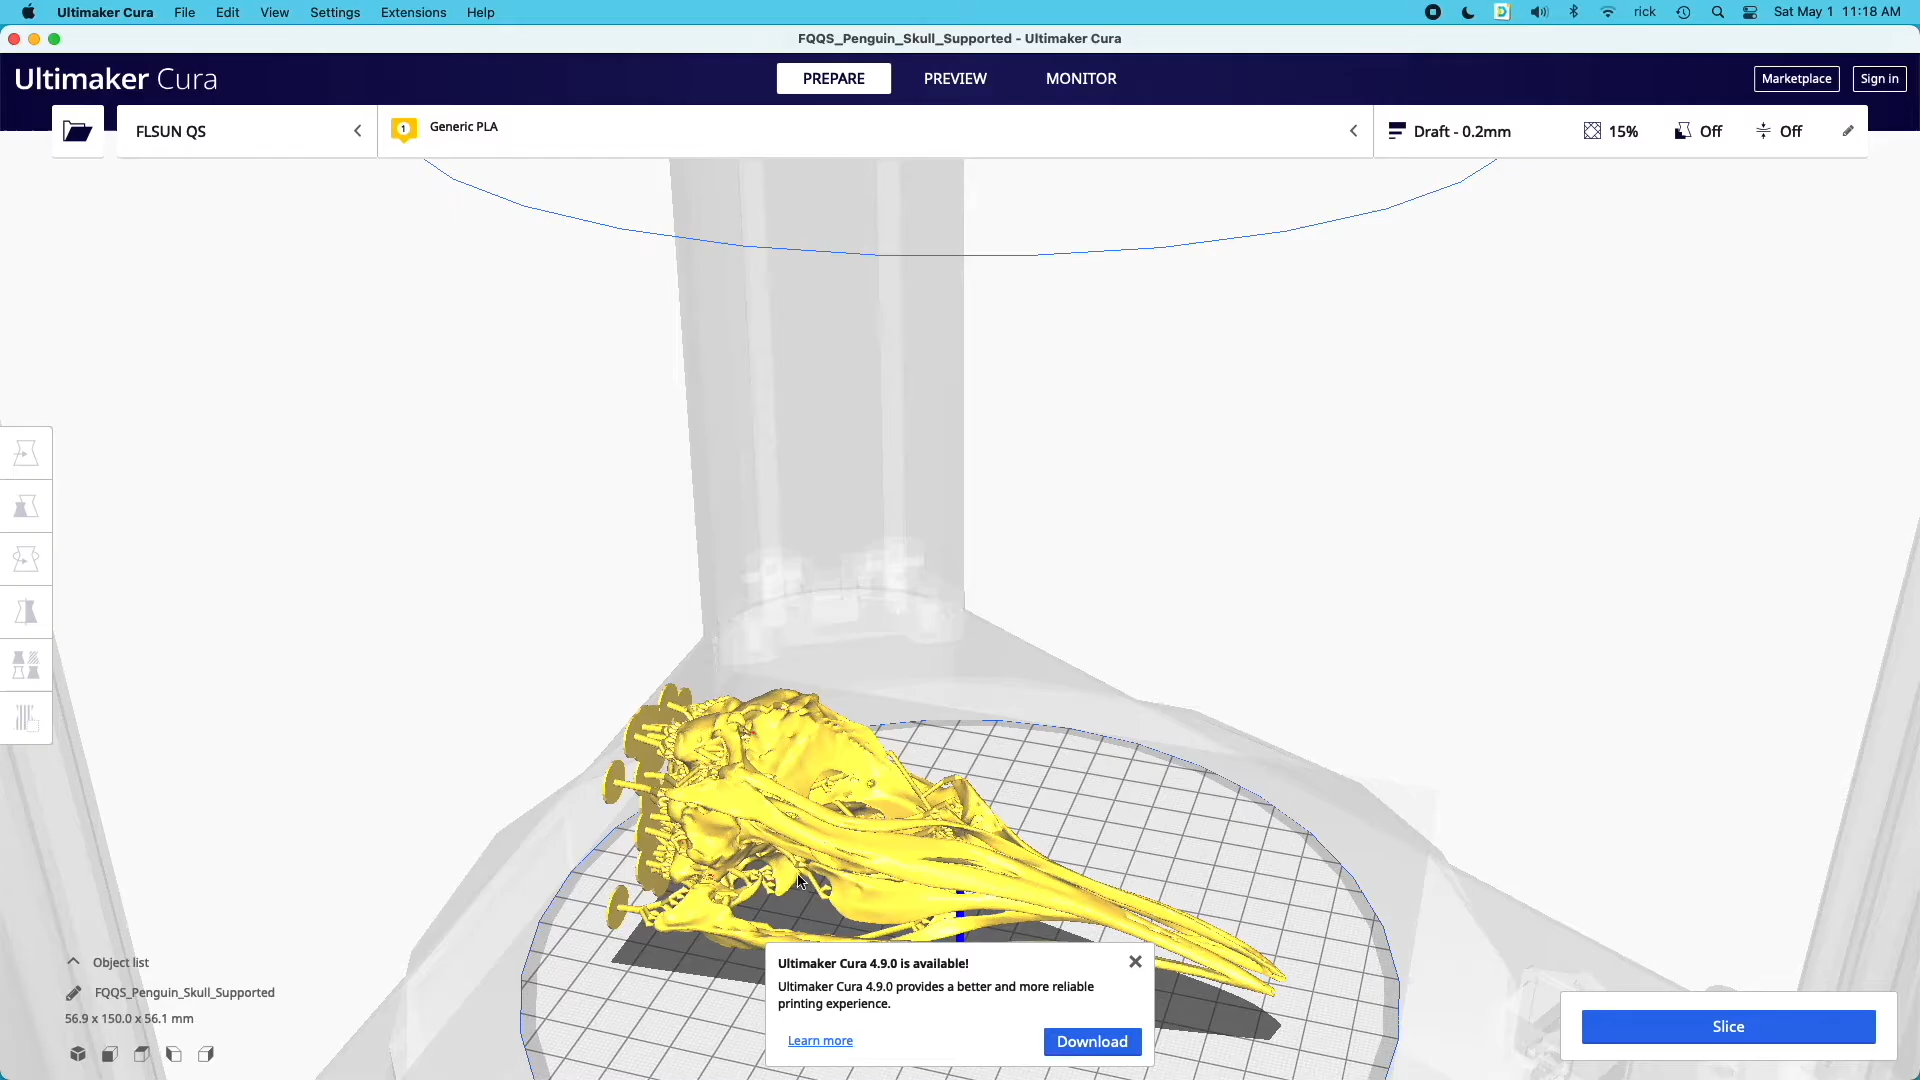 Ultimaker Cura File Edit View Settings Extensions Help rick Sat May 1 11:18 AM
FQQS_Penguin_Skull_Supported - Ultimaker Cura
Ultimaker Cura PREPARE PREVIEW MONITOR Marketplace Sign in
FLSUN QS 1 Generic PLA Draft - 0.2mm 15% Off Off
Object list
FQQS_Penguin_Skull_Supported
56.9 x 150.0 x 56.1 mm
Ultimaker Cura 4.9.0 is available!
Ultimaker Cura 4.9.0 provides a better and more reliable
printing experience.
Learn more Download
Slice